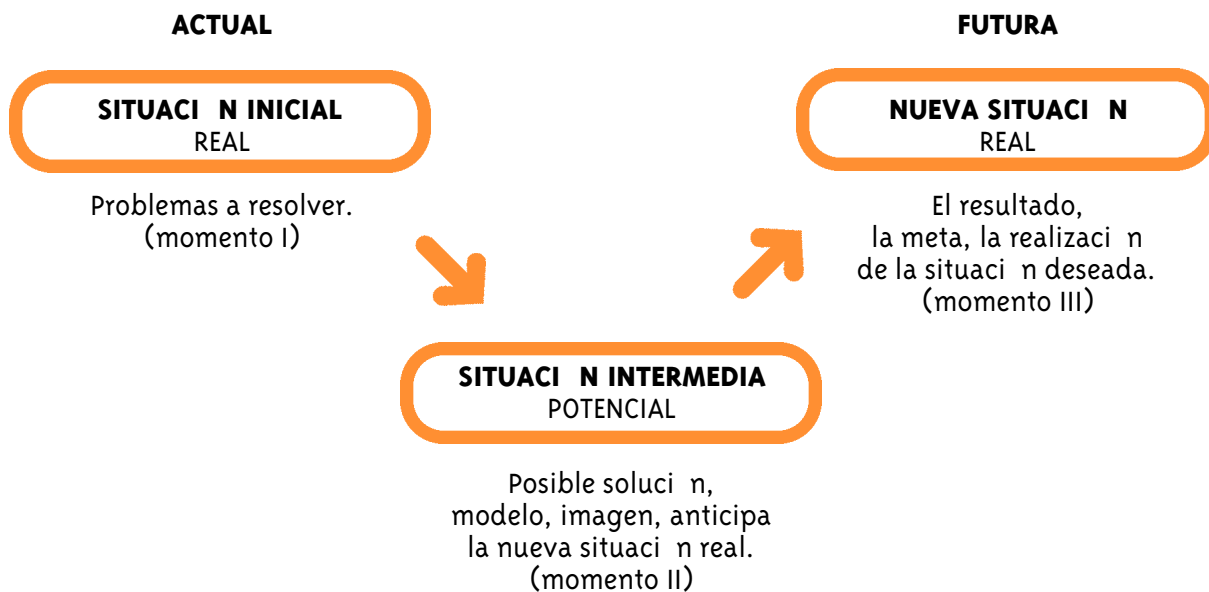 ACTUAL
FUTURA
SITUACI N INICIAL
REAL
NUEVA SITUACI N
REAL
Problemas a resolver.
(momento I)
El resultado,
la meta, la realizaci n
de la situaci n deseada.
(momento III)
SITUACI N INTERMEDIA
POTENCIAL
Posible soluci n,
modelo, imagen, anticipa
la nueva situaci n real.
(momento II)